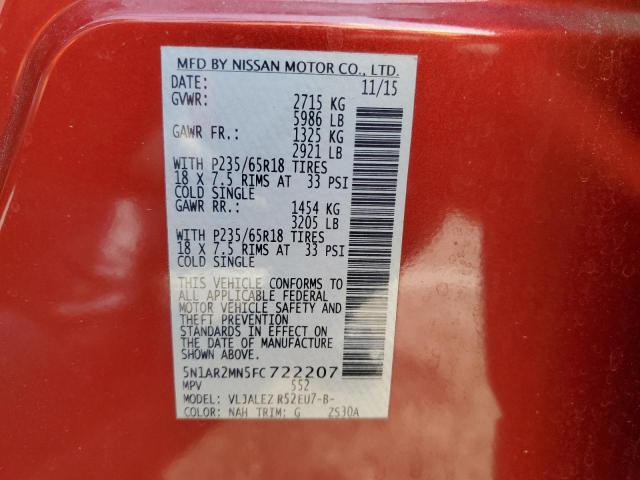 MFD BY NISSAN MOTOR CO., LTD.
DATE: 11/15
GVWR: 2715 KG
5986 LB
GAWR FR.: 1325 KG
2921 LB
WITH P235/65R18 TIRES
18 X 7.5 RIMS AT 33 PSI
COLD SINGLE
GAWR RR.: 1454 KG
3205 LB
WITH P235/65R18 TIRES
18 X 7.5 RIMS AT 33 PSI
COLD SINGLE
THIS VEHICLE CONFORMS TO
ALL APPLICABLE FEDERAL
MOTOR VEHICLE SAFETY AND
THEFT PREVENTION
STANDARDS IN EFFECT ON
THE DATE OF MANUFACTURE
SHOWN ABOVE.
5N1AR2MN5FC722207
MPV 552
MODEL: VLJALEZ R52EU7-B-
COLOR: NAH TRIM: G ZS30A